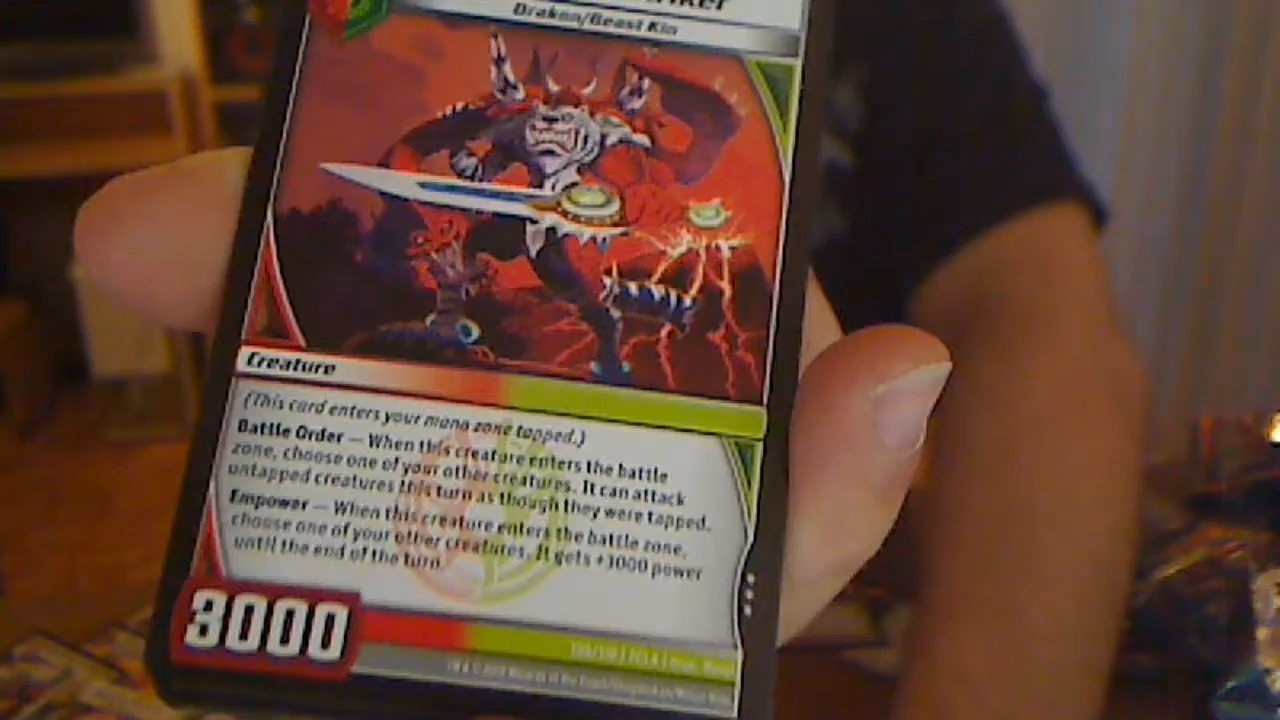 Drakon/Beast Kin
Creature
(This card enters your mana zone tapped.)
Battle Order — When this creature enters the battle
zone, choose one of your other creatures. It can attack
untapped creatures this turn as though they were tapped.
Empower — When this creature enters the battle zone,
choose one of your other creatures. It gets +3000 power
until the end of the turn.
3000